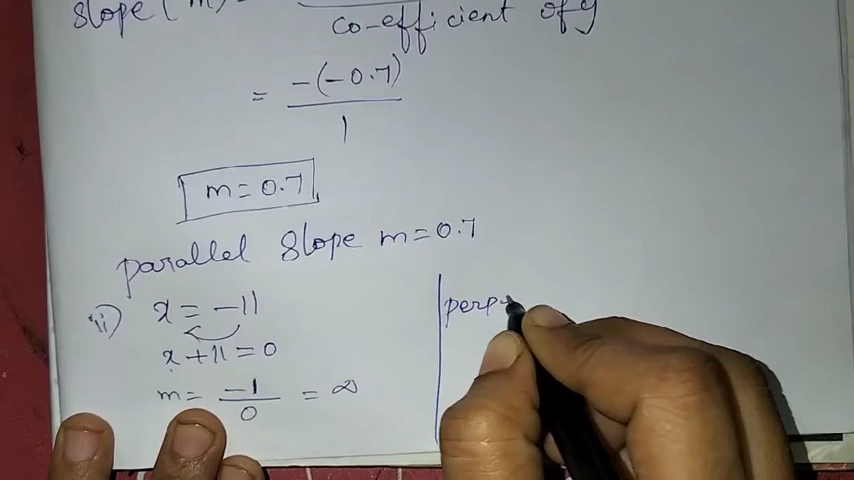 slope (m) =
co-efficient of y
= -(-0.7)
1
m = 0.7
parallel slope m = 0.7
ii) x = -11
x + 11 = 0
m = -1/0 = ∞
perp